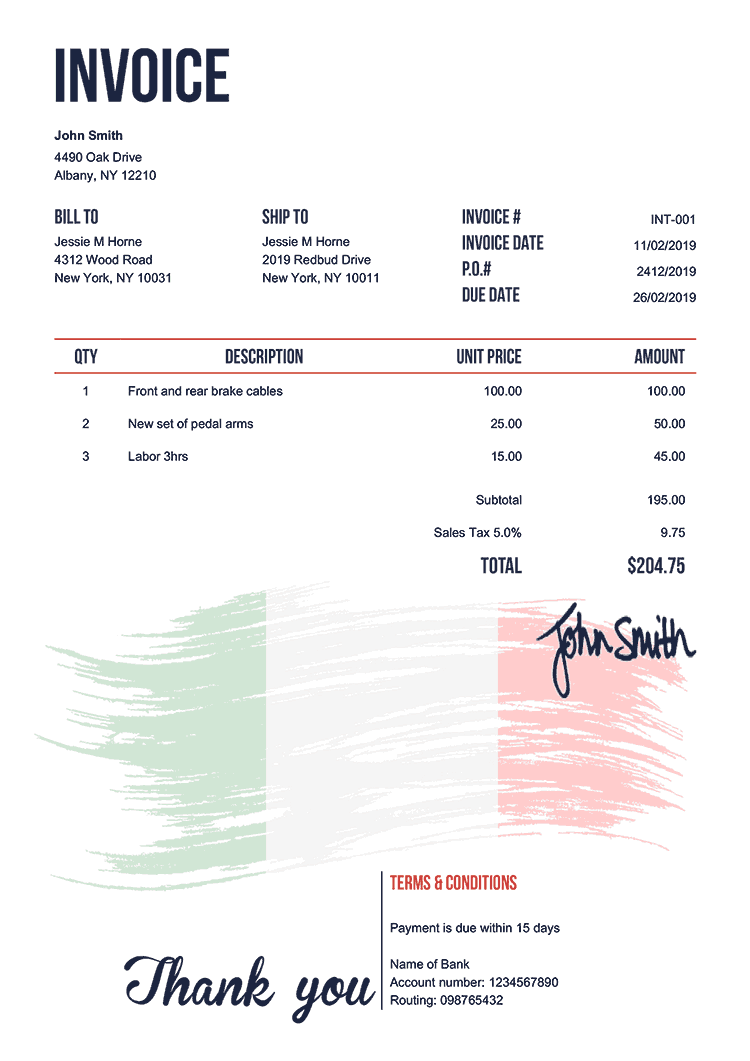 INVOICE
John Smith
4490 Oak Drive
Albany, NY 12210
BILL TO
Jessie M Horne
4312 Wood Road
New York, NY 10031
SHIP TO
Jessie M Horne
2019 Redbud Drive
New York, NY 10011
INVOICE # INT-001
INVOICE DATE 11/02/2019
P.O.# 2412/2019
DUE DATE 26/02/2019
QTY DESCRIPTION UNIT PRICE AMOUNT
1 Front and rear brake cables 100.00 100.00
2 New set of pedal arms 25.00 50.00
3 Labor 3hrs 15.00 45.00
Subtotal 195.00
Sales Tax 5.0% 9.75
TOTAL $204.75
John Smith
Thank you
TERMS & CONDITIONS
Payment is due within 15 days
Name of Bank
Account number: 1234567890
Routing: 098765432